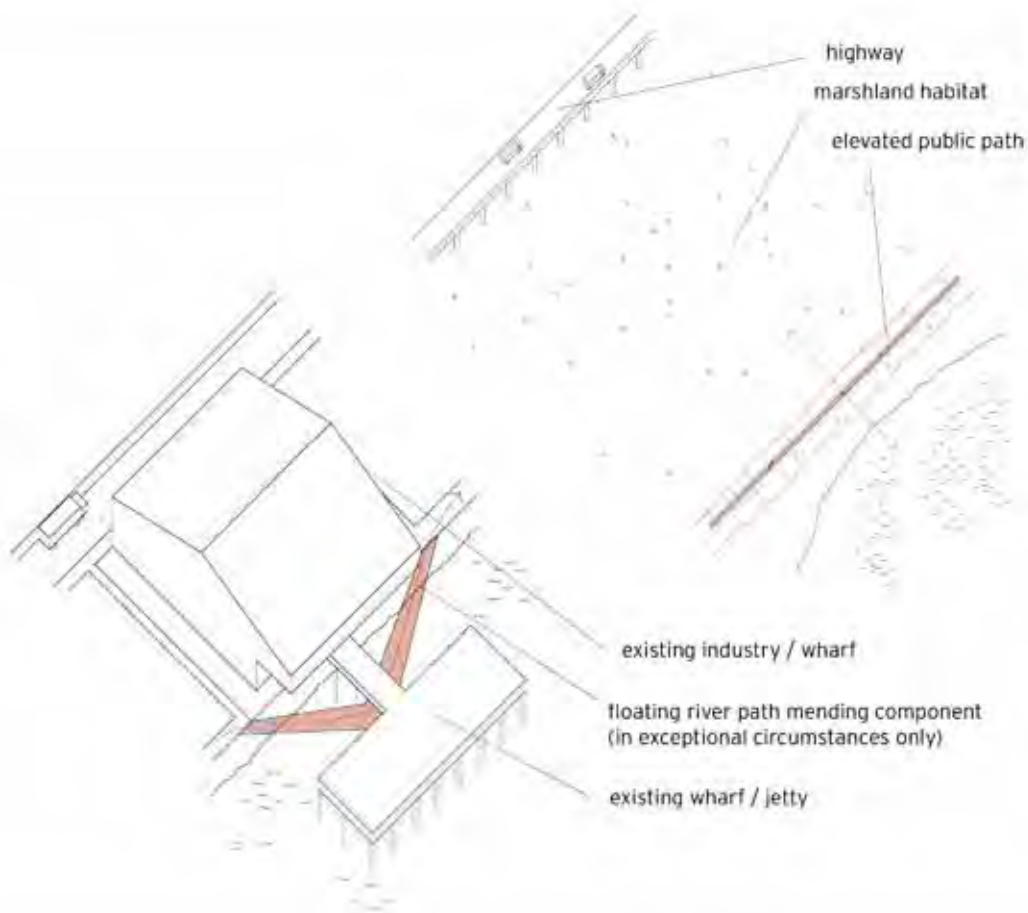 highway
marshland habitat
elevated public path
existing industry / wharf
floating river path mending component
(in exceptional circumstances only)
existing wharf / jetty